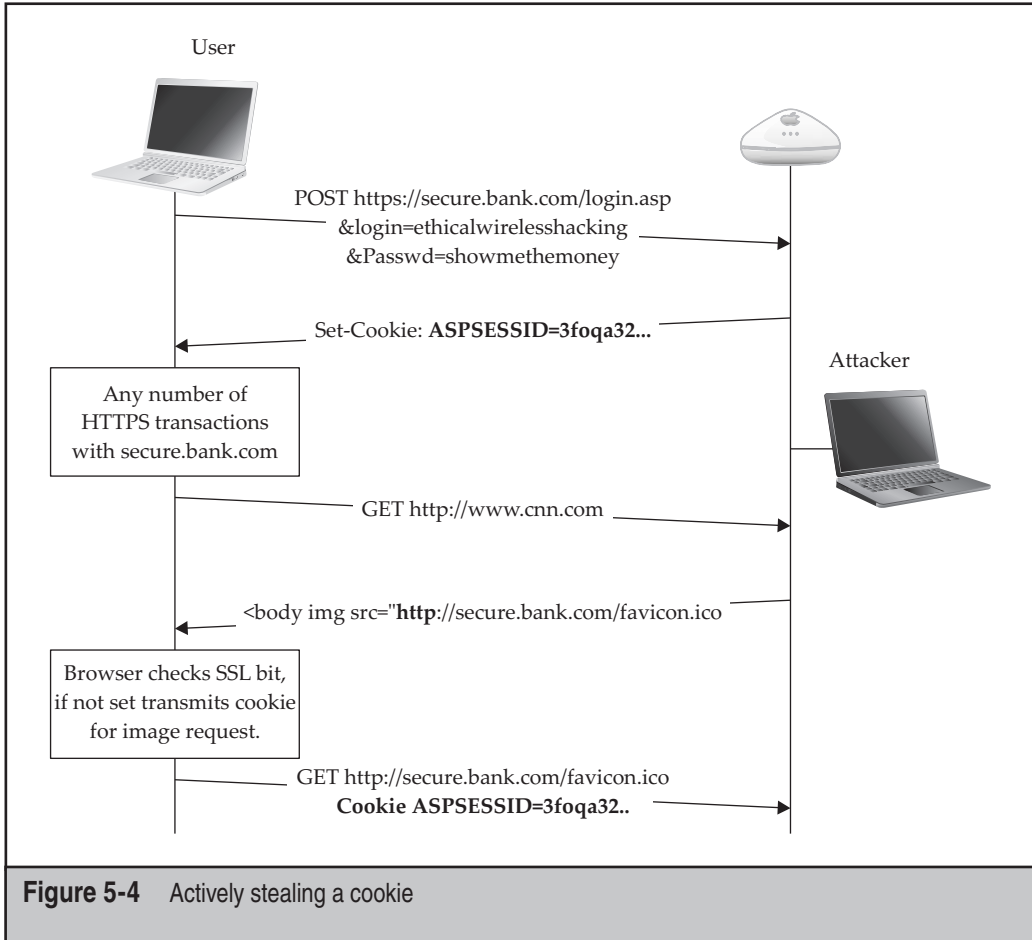 User
POST https://secure.bank.com/login.asp
&login=ethicalwirelesshacking
&Passwd=showmethemoney
Set-Cookie: ASPSESSID=3foqa32...
Attacker
Any number of
HTTPS transactions
with secure.bank.com
GET http://www.cnn.com
<body img src="http://secure.bank.com/favicon.ico
Browser checks SSL bit,
if not set transmits cookie
for image request.
GET http://secure.bank.com/favicon.ico
Cookie ASPSESSID=3foqa32..
Figure 5-4 Actively stealing a cookie